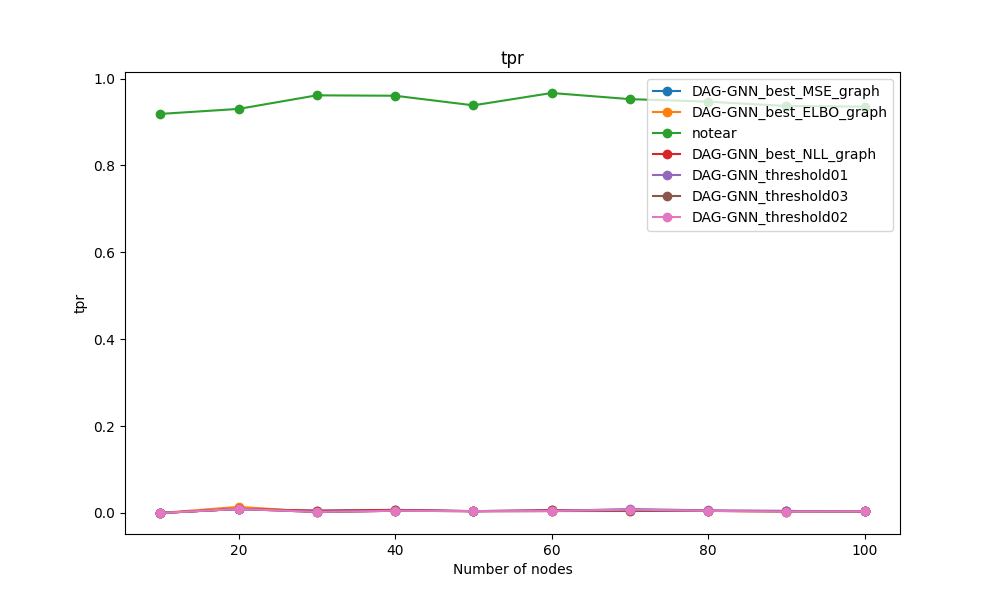 tpr
1.0
0.8
0.6
0.4
0.2
0.0
tpr
DAG-GNN_best_MSE_graph
DAG-GNN_best_ELBO_graph
notear
DAG-GNN_best_NLL_graph
DAG-GNN_threshold01
DAG-GNN_threshold03
DAG-GNN_threshold02
20 40 60 80 100
Number of nodes